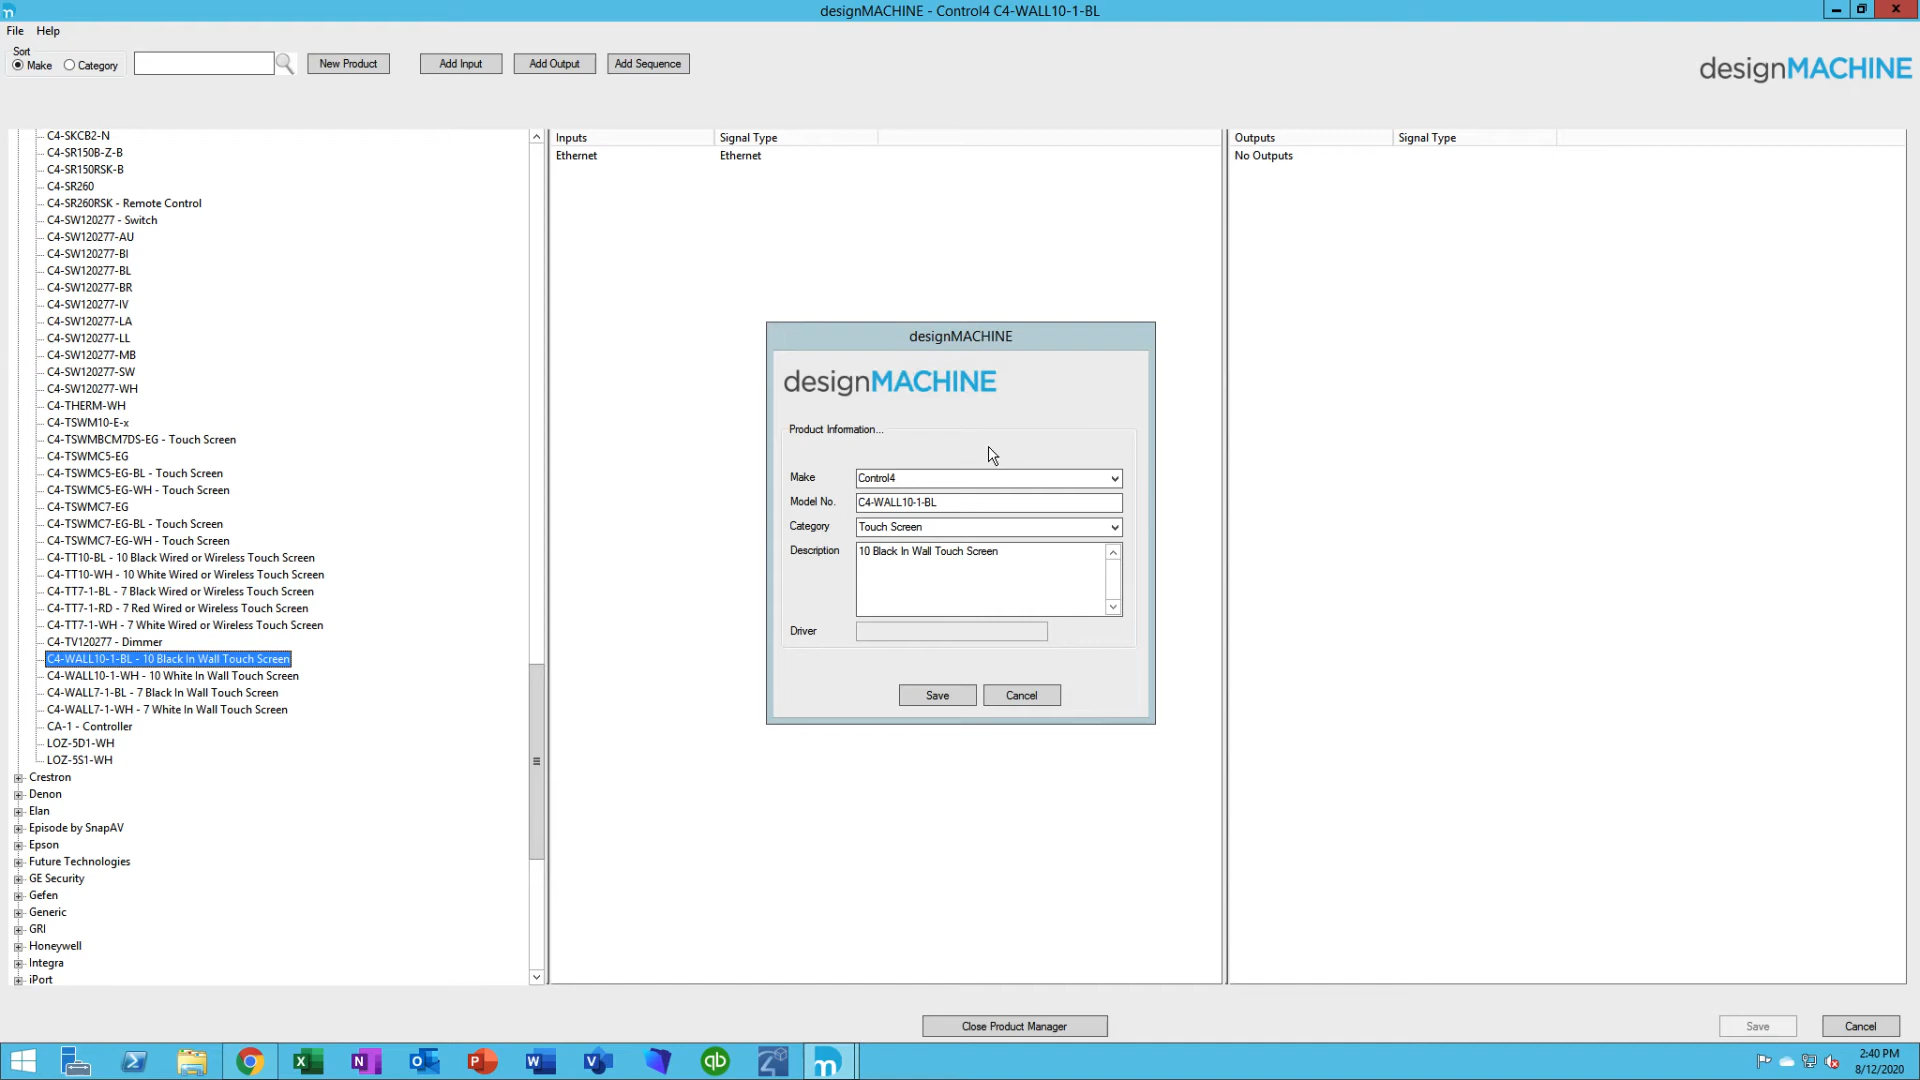 designMACHINE - Control4 C4-WALL10-1-BL
File Help
Sort
Make Category New Product Add Input Add Output Add Sequence
designMACHINE
C4-SKCB2-N
C4-SR150B-Z-B
C4-SR150RSK-B
C4-SR260
C4-SR260RSK - Remote Control
C4-SW120277 - Switch
C4-SW120277-AU
C4-SW120277-BI
C4-SW120277-BL
C4-SW120277-BR
C4-SW120277-IV
C4-SW120277-LA
C4-SW120277-LL
C4-SW120277-MB
C4-SW120277-SW
C4-SW120277-WH
C4-THERM-WH
C4-TSWM10-E-x
C4-TSWMBCM7DS-EG - Touch Screen
C4-TSWMC5-EG
C4-TSWMC5-EG-BL - Touch Screen
C4-TSWMC5-EG-WH - Touch Screen
C4-TSWMC7-EG
C4-TSWMC7-EG-BL - Touch Screen
C4-TSWMC7-EG-WH - Touch Screen
C4-TT10-BL - 10 Black Wired or Wireless Touch Screen
C4-TT10-WH - 10 White Wired or Wireless Touch Screen
C4-TT7-1-BL - 7 Black Wired or Wireless Touch Screen
C4-TT7-1-RD - 7 Red Wired or Wireless Touch Screen
C4-TT7-1-WH - 7 White Wired or Wireless Touch Screen
C4-TV120277 - Dimmer
C4-WALL10-1-BL - 10 Black In Wall Touch Screen
C4-WALL10-1-WH - 10 White In Wall Touch Screen
C4-WALL7-1-BL - 7 Black In Wall Touch Screen
C4-WALL7-1-WH - 7 White In Wall Touch Screen
CA-1 - Controller
LOZ-5D1-WH
LOZ-5S1-WH
Crestron
Denon
Elan
Episode by SnapAV
Epson
Future Technologies
GE Security
Gefen
Generic
GRI
Honeywell
Integra
iPort
Inputs Signal Type
Ethernet Ethernet
Outputs Signal Type
No Outputs
designMACHINE
designMACHINE
Product Information...
Make Control4
Model No. C4-WALL10-1-BL
Category Touch Screen
Description 10 Black In Wall Touch Screen
Driver
Save Cancel
Close Product Manager Save Cancel
2:40 PM
8/12/2020